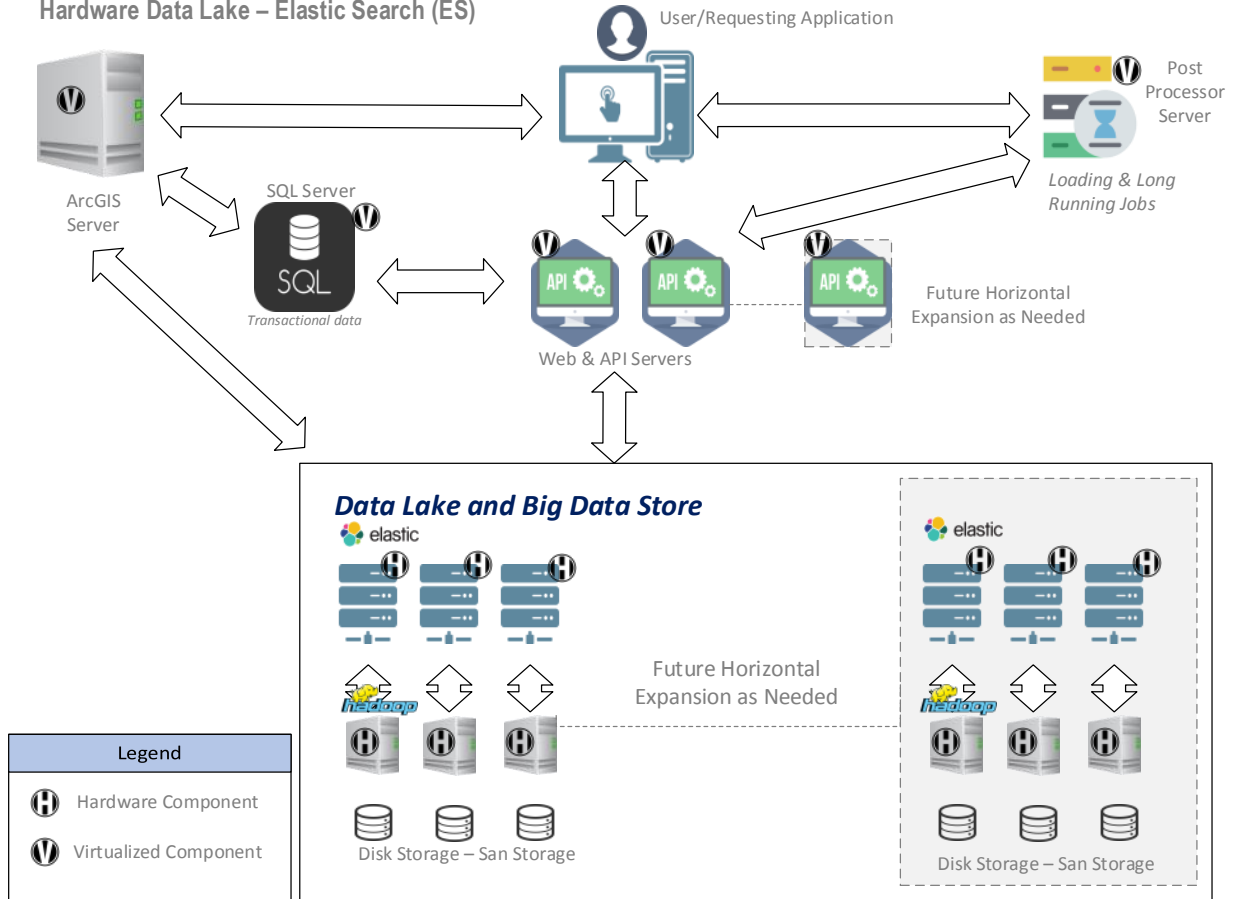 Hardware Data Lake – Elastic Search (ES)
User/Requesting Application
Post
Processor
Server
Loading & Long
Running Jobs
ArcGIS
Server
SQL Server
SQL
Transactional data
API
API
API
Web & API Servers
Future Horizontal
Expansion as Needed
Data Lake and Big Data Store
elastic
elastic
Future Horizontal
Expansion as Needed
hadoop
hadoop
Disk Storage – San Storage
Disk Storage – San Storage
Legend
H Hardware Component
V Virtualized Component
V
V
V
V
V
V
H
H
H
H
H
H
H
H
H
H
H
H